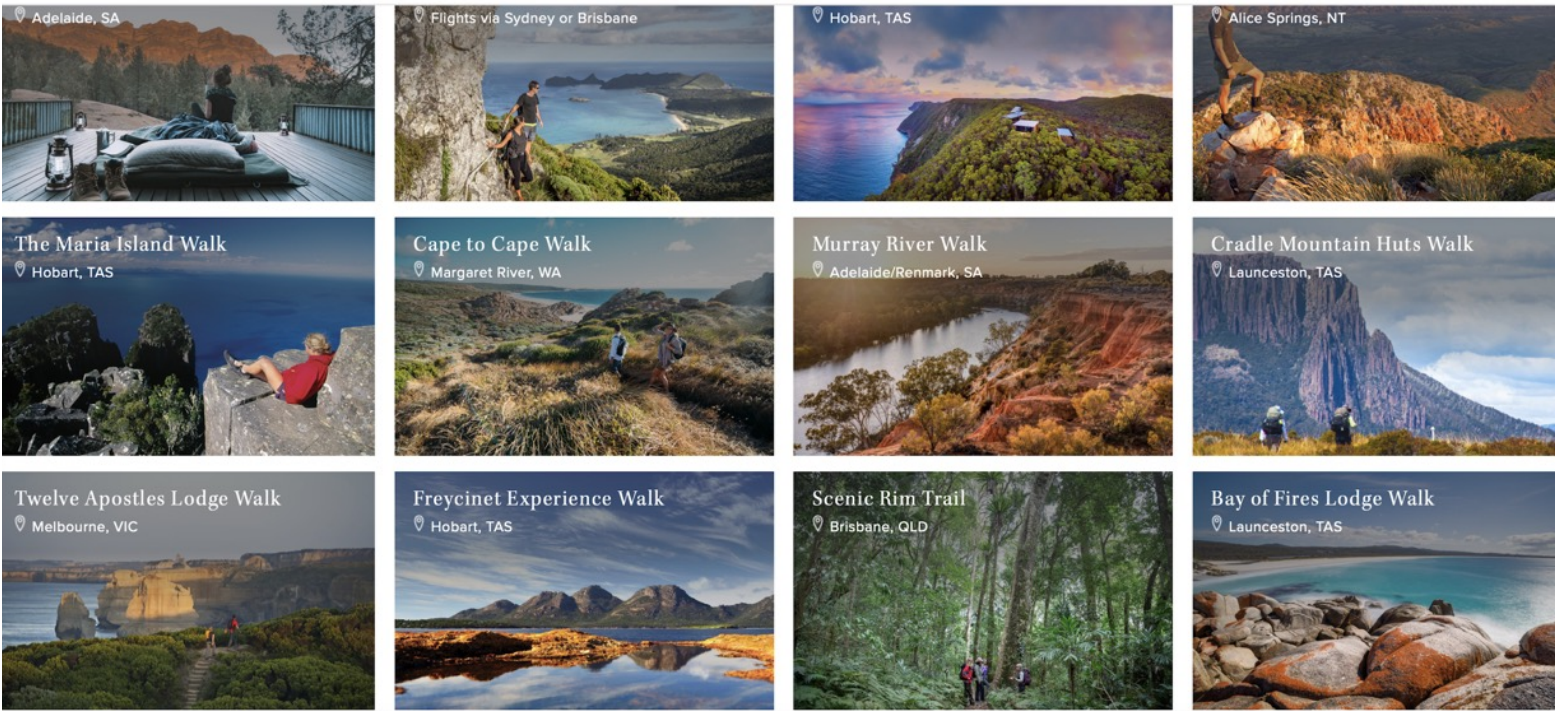 Adelaide, SA
Flights via Sydney or Brisbane
Hobart, TAS
Alice Springs, NT
The Maria Island Walk
Hobart, TAS
Cape to Cape Walk
Margaret River, WA
Murray River Walk
Adelaide/Renmark, SA
Cradle Mountain Huts Walk
Launceston, TAS
Twelve Apostles Lodge Walk
Melbourne, VIC
Freycinet Experience Walk
Hobart, TAS
Scenic Rim Trail
Brisbane, QLD
Bay of Fires Lodge Walk
Launceston, TAS